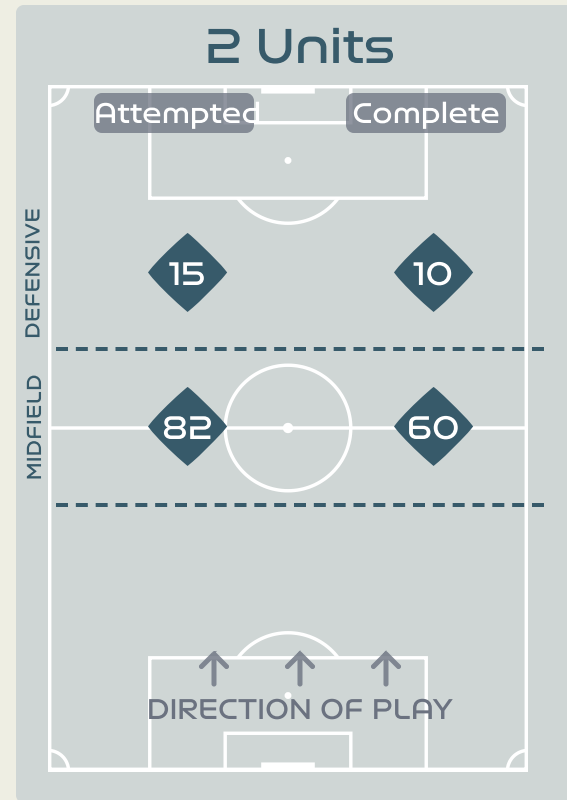 2 Units
Attempted
Complete
DEFENSIVE
15
10
MIDFIELD
82
60
DIRECTION OF PLAY